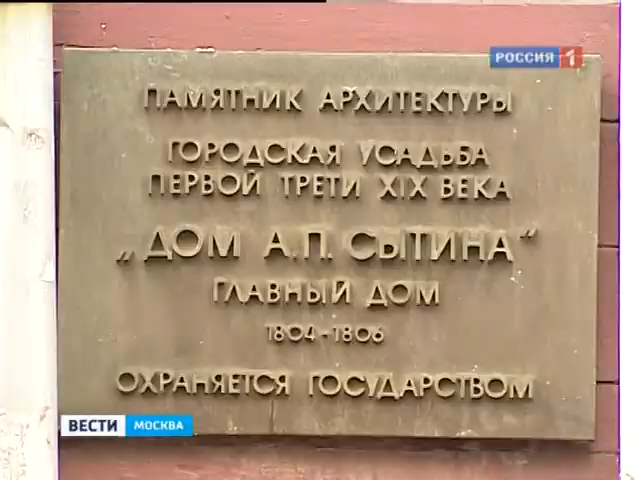 РОССИЯ 1
ПАМЯТНИК АРХИТЕКТУРЫ
ГОРОДСКАЯ УСАДЬБА
ПЕРВОЙ ТРЕТИ XIX ВЕКА
„ДОМ А.П. СЫТИНА“
ГЛАВНЫЙ ДОМ
1804-1806
ОХРАНЯЕТСЯ ГОСУДАРСТВОМ
ВЕСТИ МОСКВА